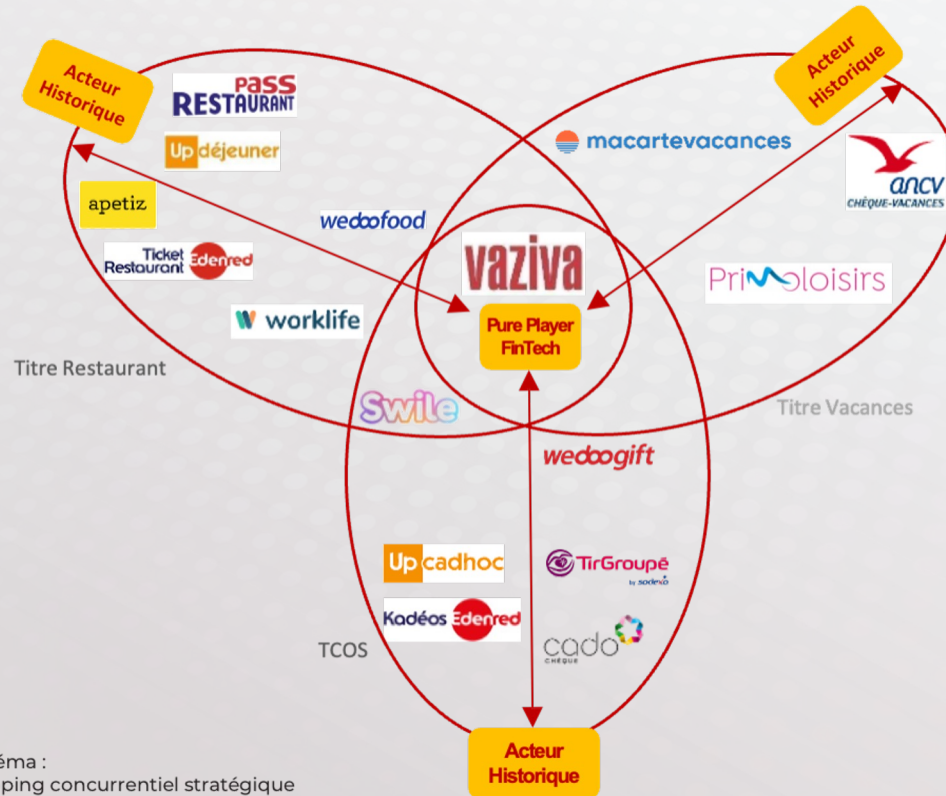 Acteur
Historique
Pass
RESTAURANT
Up déjeuner
apetiz
Ticket
Restaurant Edenred
wedoofood
worklife
Titre Restaurant
Acteur
Historique
macartevacances
ancv
CHÈQUE-VACANCES
Primoloisirs
Titre Vacances
vaziva
Pure Player
FinTech
Swile
wedoogift
Up cadhoc
TirGroupé
by sodexo
Kadéos Edenred
cado
CHÈQUE
TCOS
Acteur
Historique
éma :
ping concurrentiel stratégique